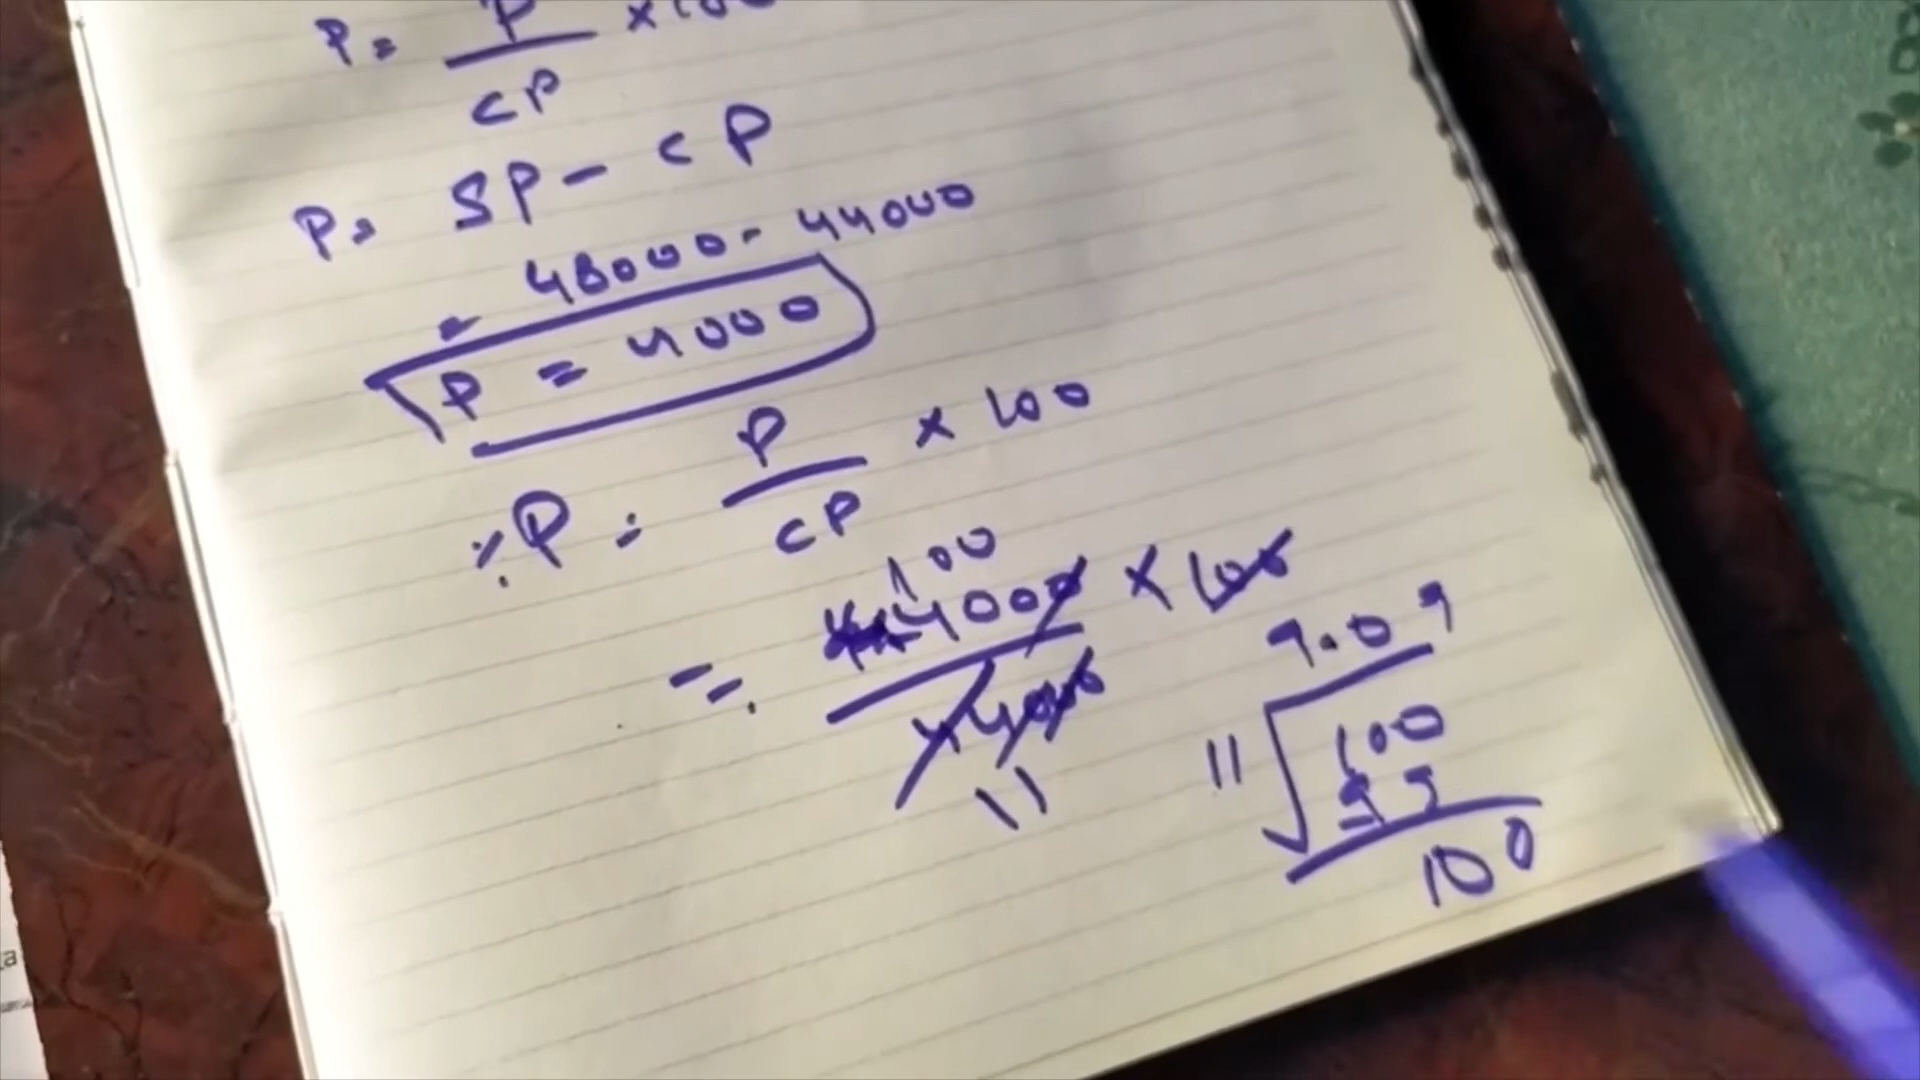 P = P/CP × 100
P = SP - CP
= 48000 - 44000
P = 4000
% P = P/CP × 100
100
= 4000 × 100
44000
11
9.09
11 100
99
100